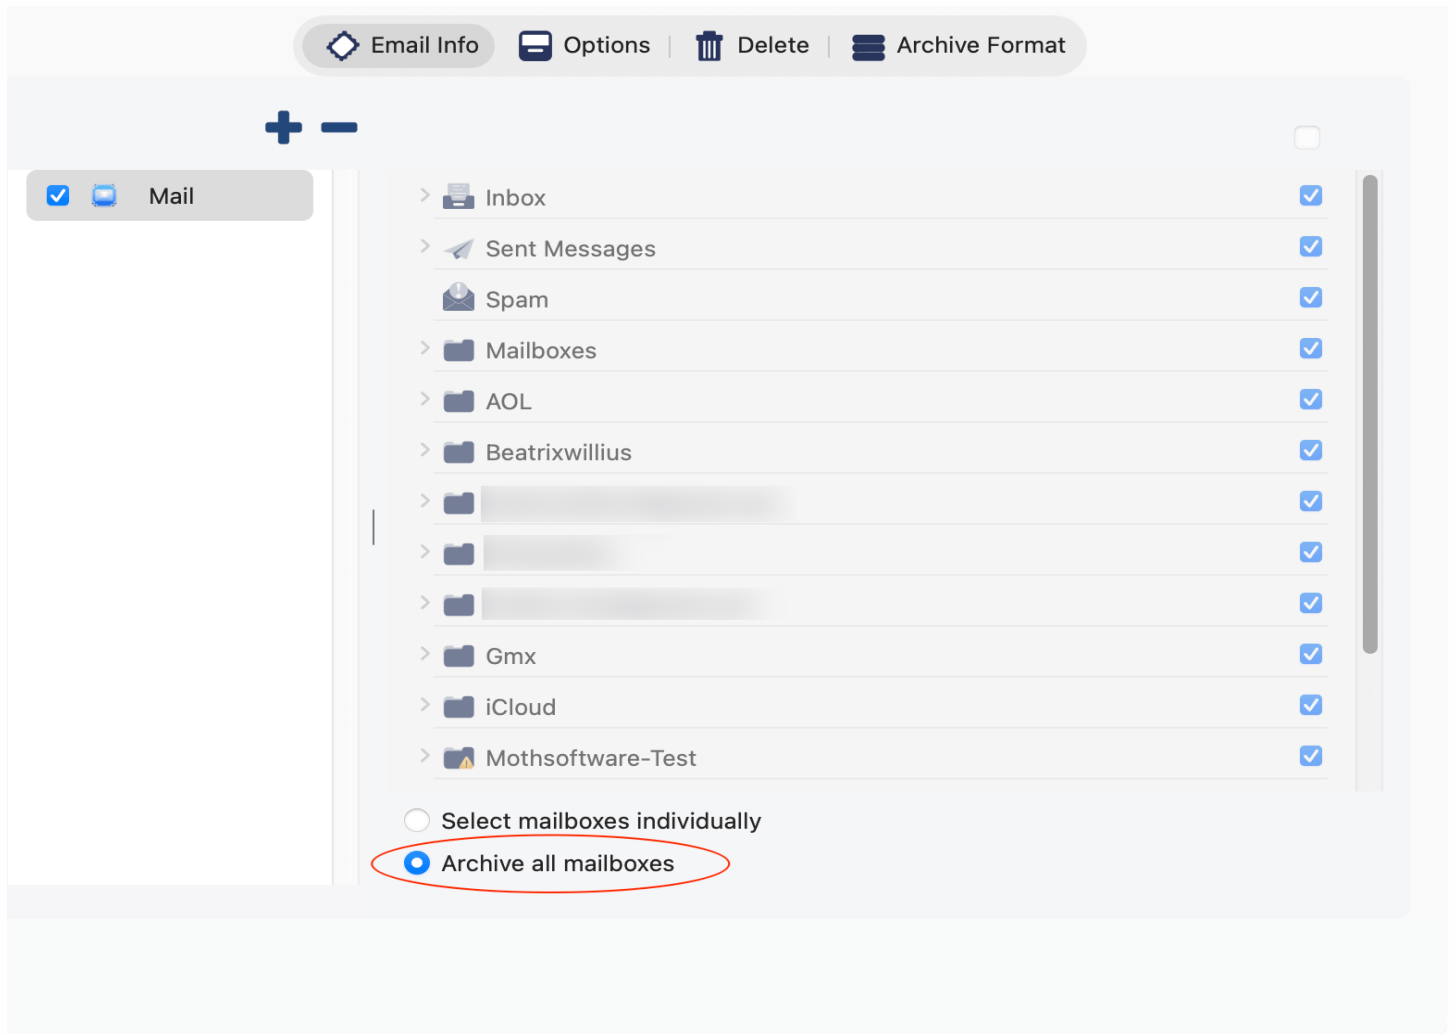 Email Info Options Delete Archive Format
Mail
Inbox
Sent Messages
Spam
Mailboxes
AOL
Beatrixwillius
Gmx
iCloud
Mothsoftware-Test
Select mailboxes individually
Archive all mailboxes